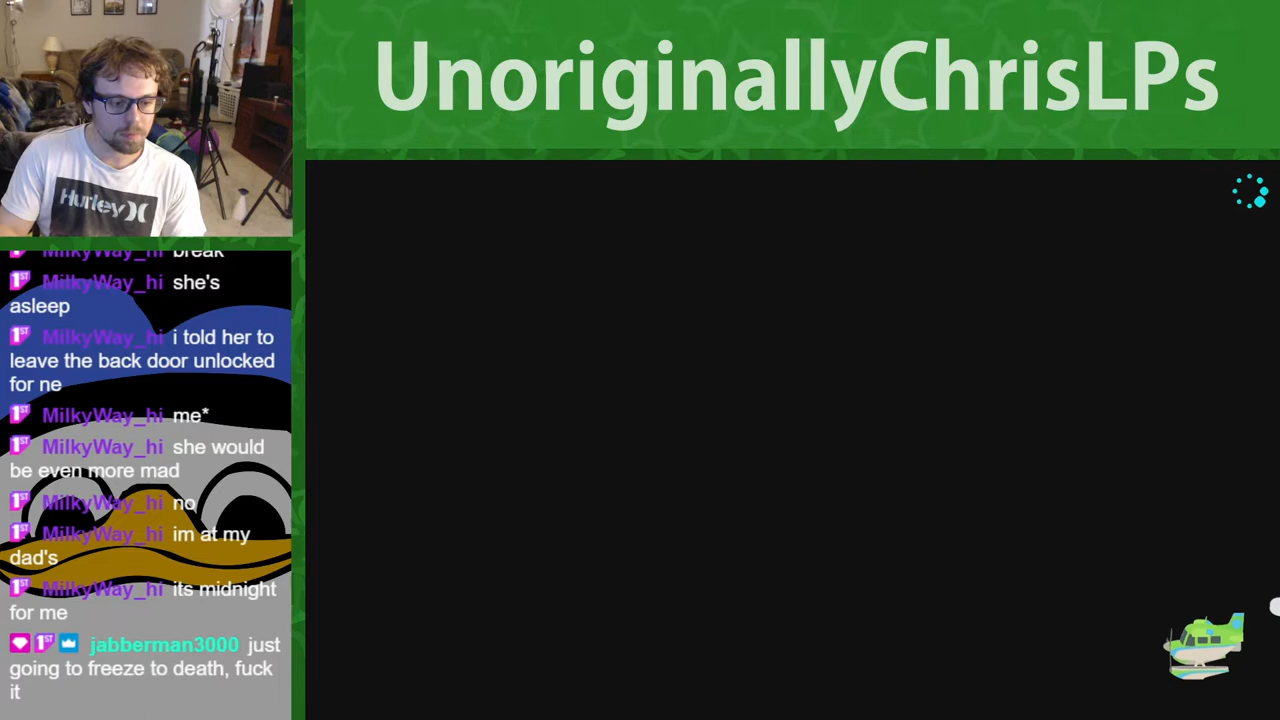 UnoriginallyChrisLPs
Hurley
MilkyWay_hi break
MilkyWay_hi she's
asleep
MilkyWay_hi i told her to
leave the back door unlocked
for ne
MilkyWay_hi me*
MilkyWay_hi she would
be even more mad
MilkyWay_hi no
MilkyWay_hi im at my
dad's
MilkyWay_hi its midnight
for me
jabberman3000 just
going to freeze to death, fuck
it